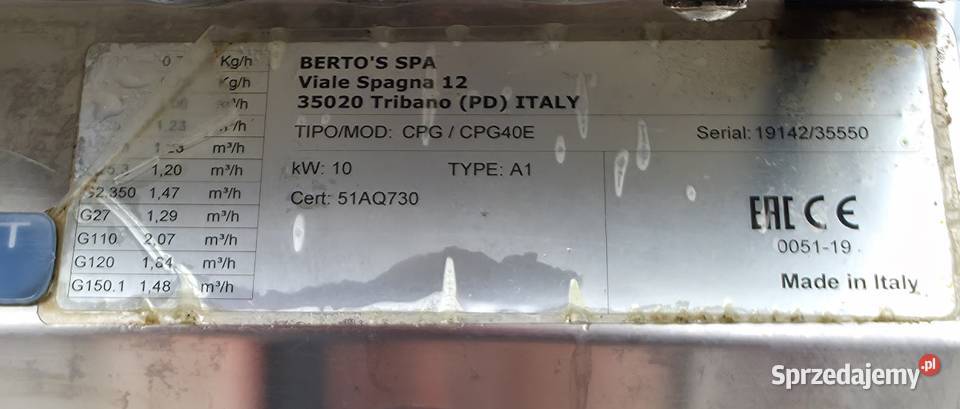 Kg/h
Kg/h
1,23
m³/h
1,20 m³/h
G2.350 1,47 m³/h
G27 1,29 m³/h
G110 2,07 m³/h
G120 1,84 m³/h
G150.1 1,48 m³/h
T
BERTO'S SPA
Viale Spagna 12
35020 Tribano (PD) ITALY
TIPO/MOD: CPG / CPG40E Serial: 19142/35550
kW: 10 TYPE: A1
Cert: 51AQ730
EAC CE
0051-19
Made in Italy
Sprzedajemy.pl